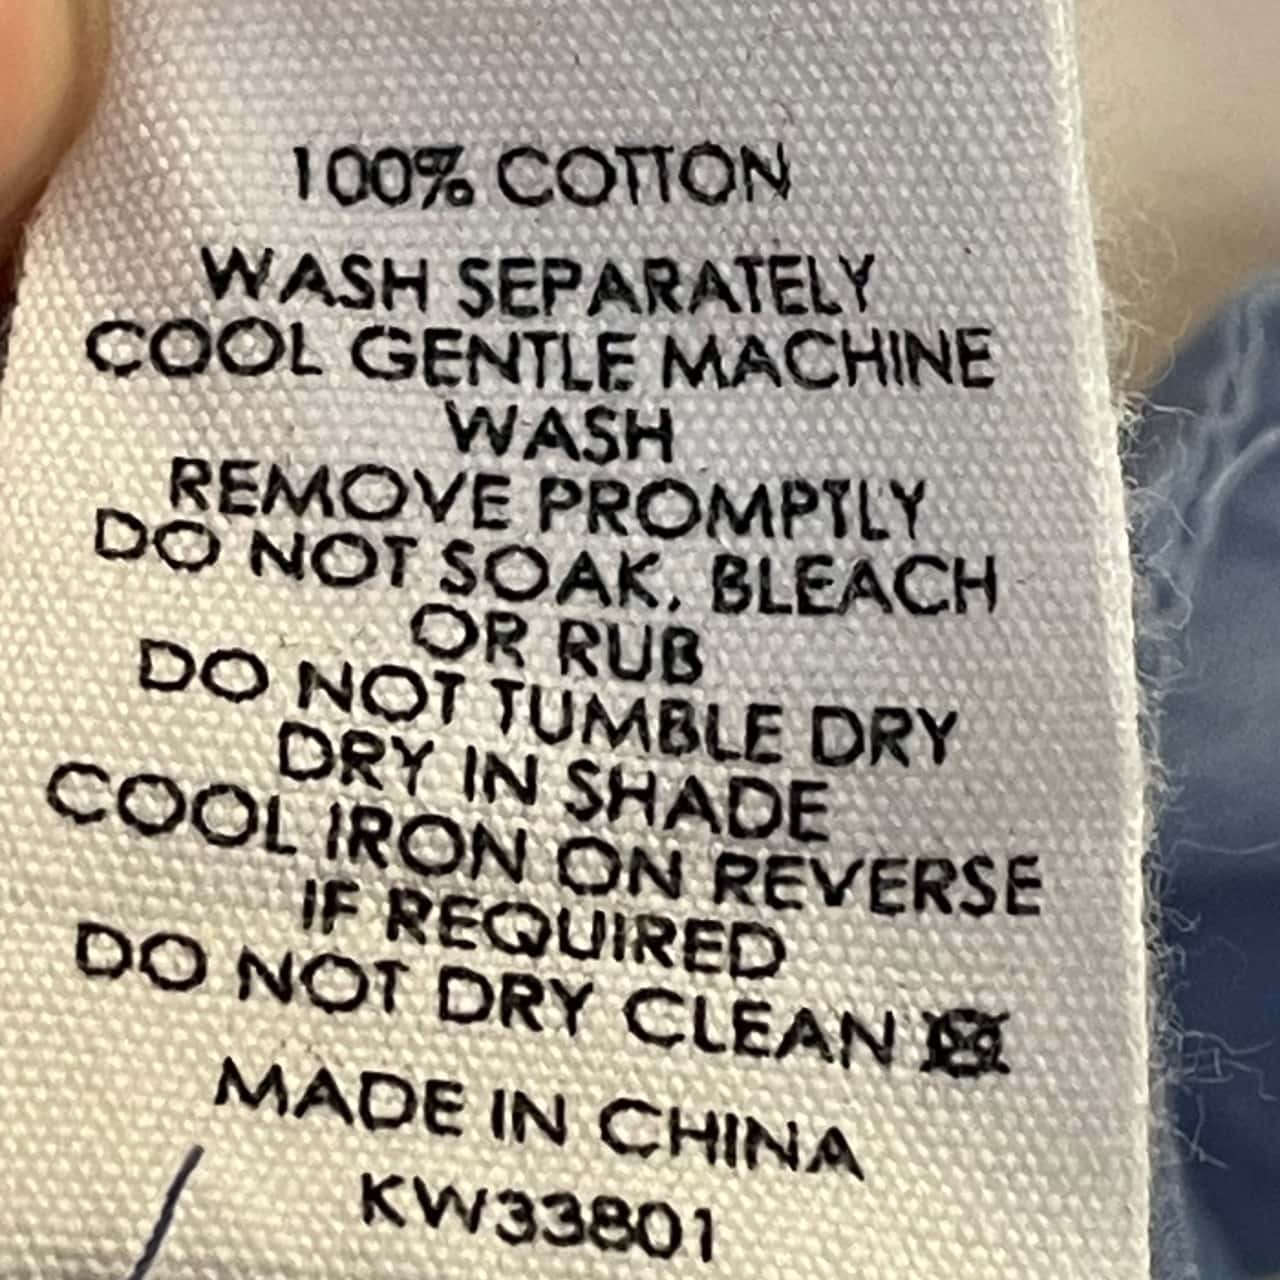 100% COTTON
WASH SEPARATELY
COOL GENTLE MACHINE
WASH
REMOVE PROMPTLY
DO NOT SOAK, BLEACH
OR RUB
DO NOT TUMBLE DRY
DRY IN SHADE
COOL IRON ON REVERSE
IF REQUIRED
DO NOT DRY CLEAN
MADE IN CHINA
KW33801